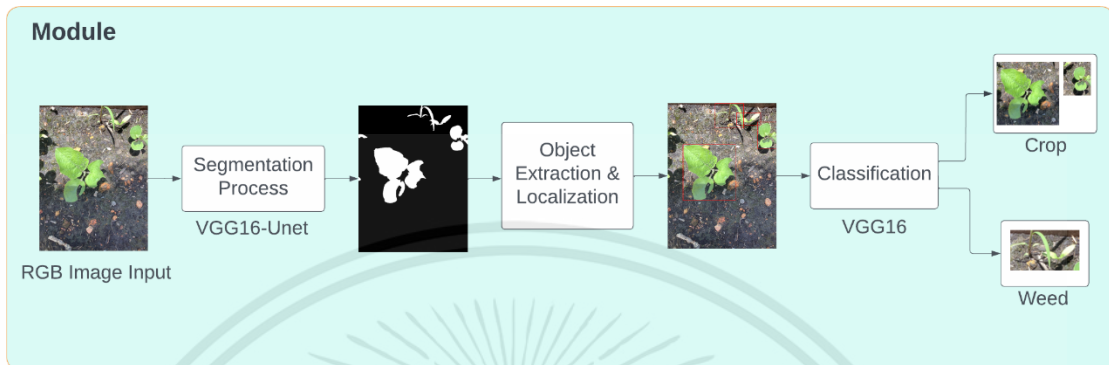 Module
RGB Image Input
Segmentation
Process
VGG16-Unet
Object
Extraction &
Localization
Classification
VGG16
Crop
Weed